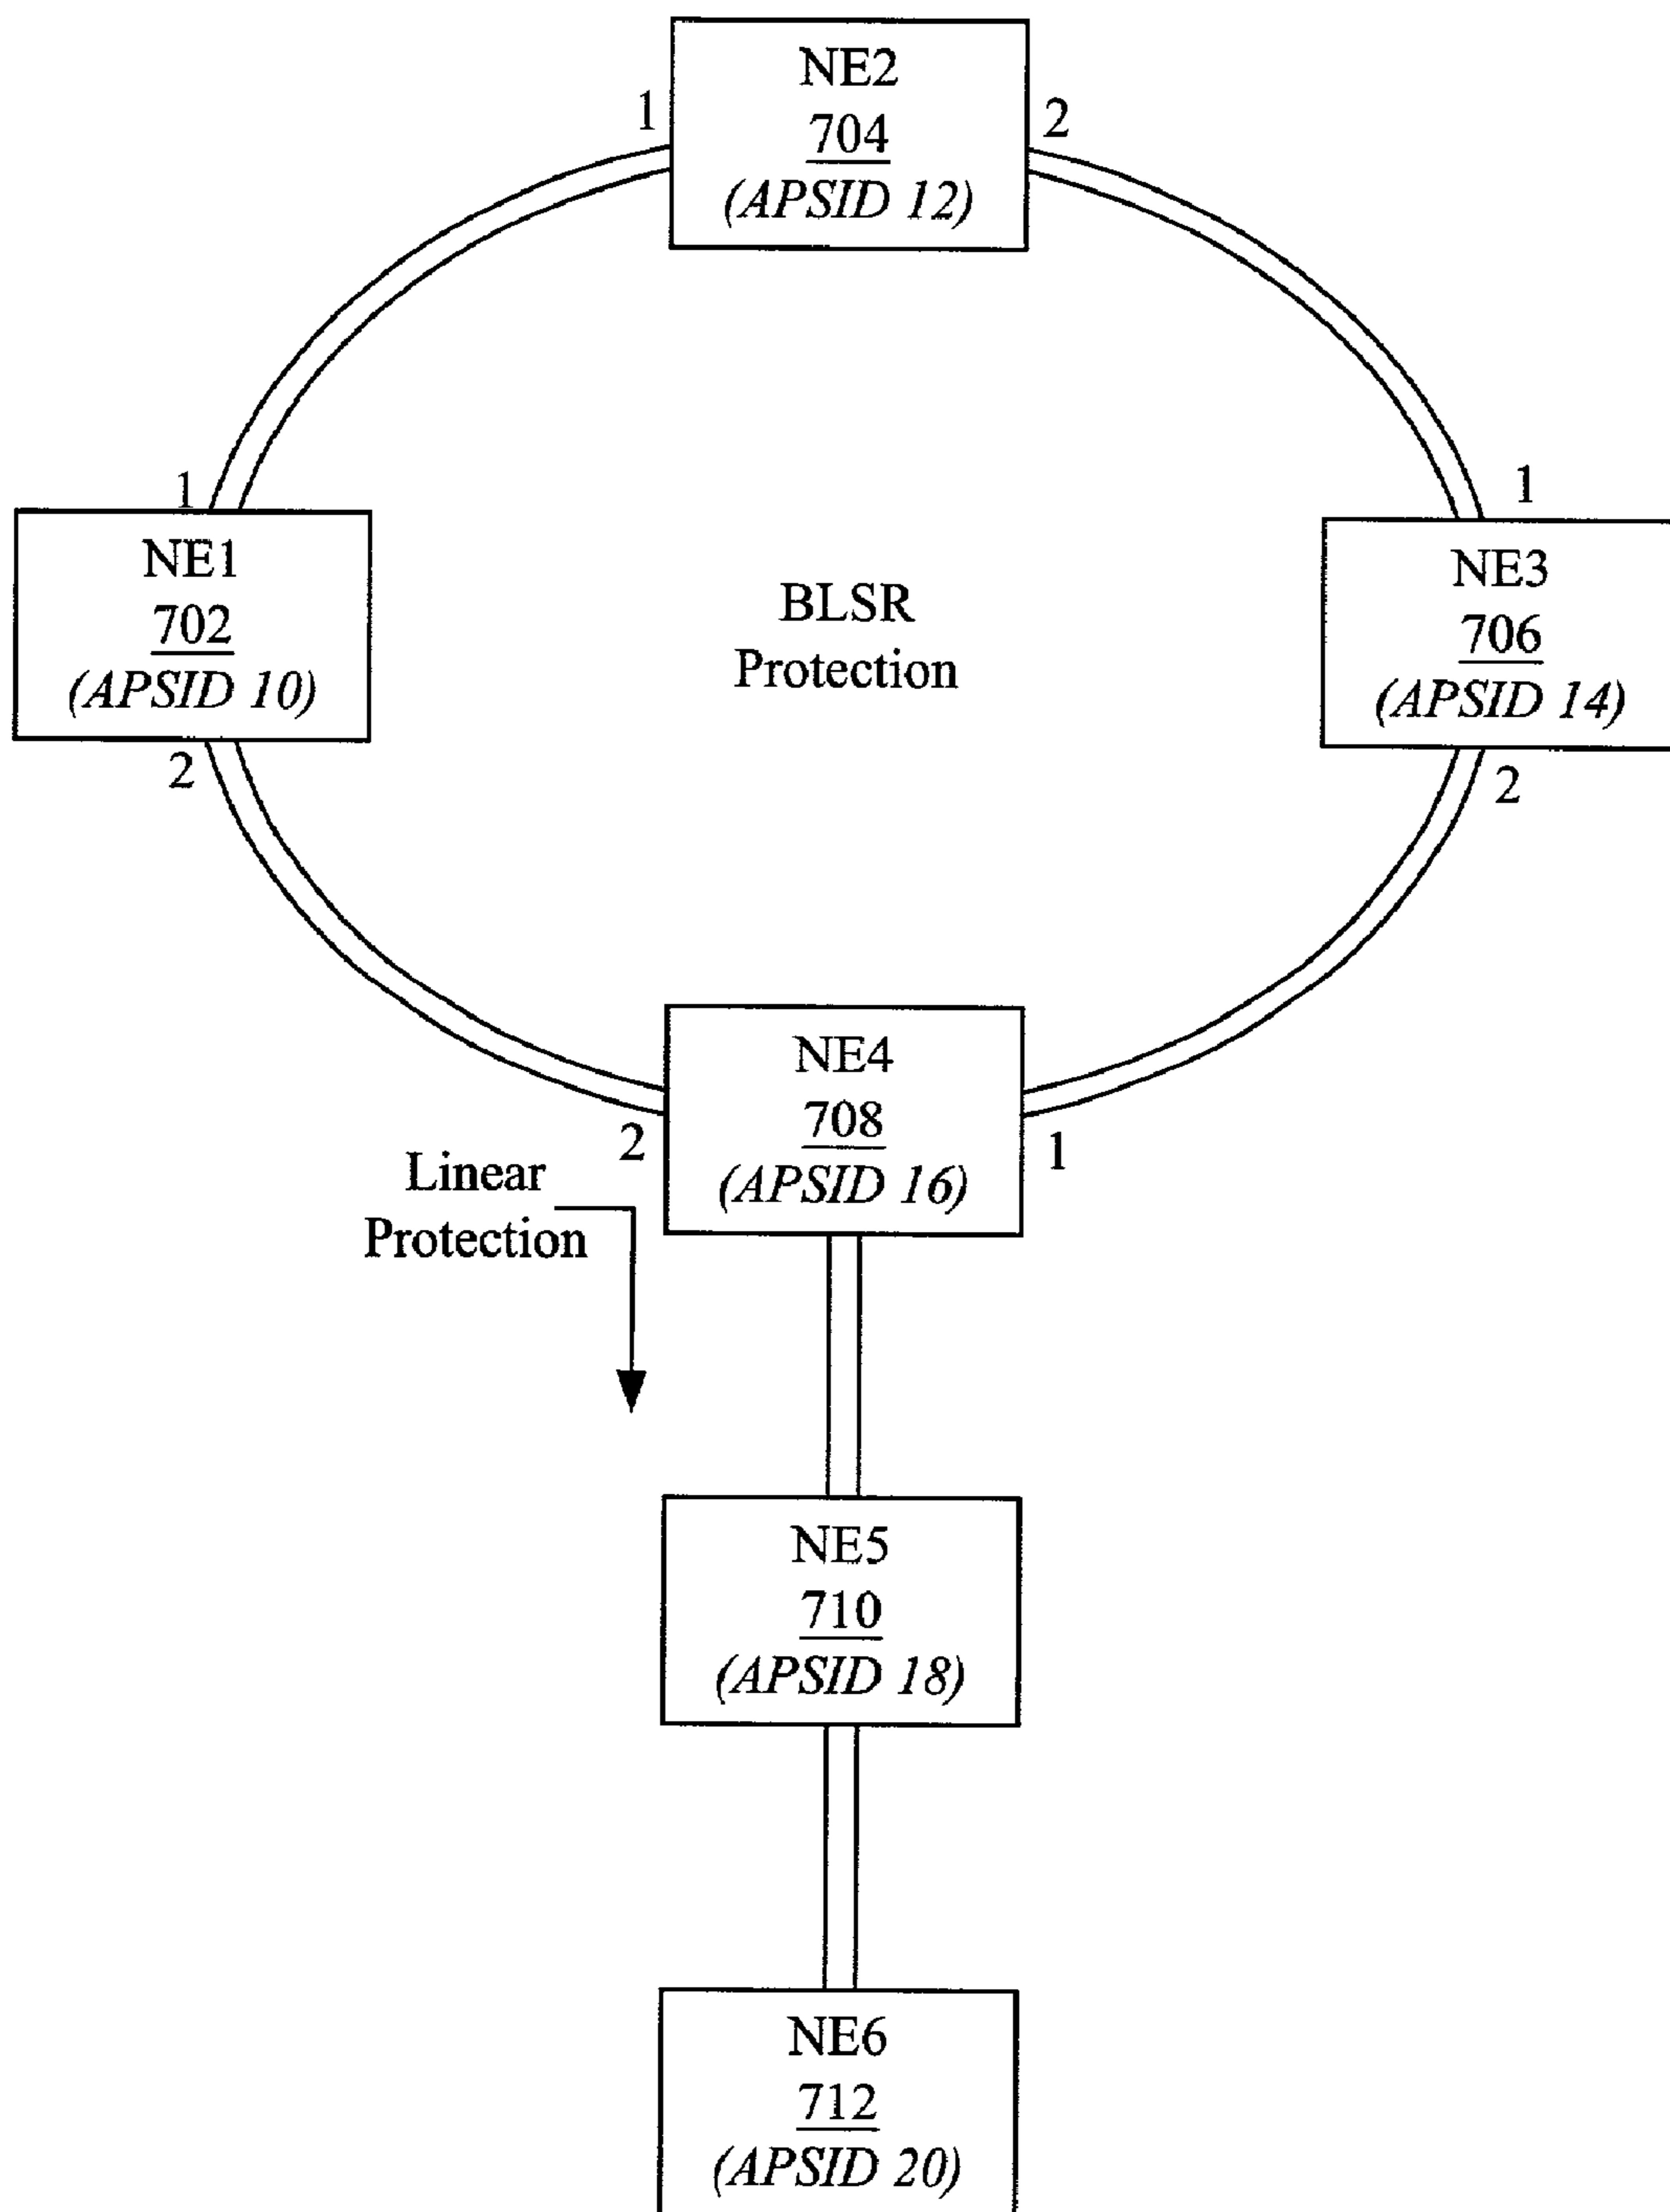 NE2
704
(APSID 12)
1
2
1
NE1
702
(APSID 10)
2
BLSR
Protection
1
NE3
706
(APSID 14)
2
NE4
708
(APSID 16)
2
1
Linear
Protection
NE5
710
(APSID 18)
NE6
712
(APSID 20)